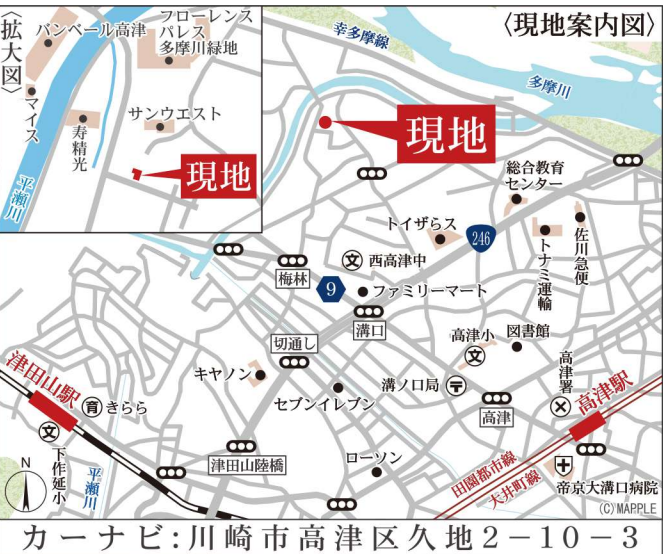 〈現地案内図〉
〈拡大図〉
バンベール高津
フローレンス
パレス
多摩川緑地
マイス
寿精光
サンウエスト
現地
平瀬川
幸多摩線
多摩川
現地
総合教育
センター
トイザらス
246
トナミ運輸
佐川急便
西高津中
文
梅林
9
ファミリーマート
溝口
切通し
高津小
文
図書館
キヤノン
溝ノ口局
高津署
高津駅
津田山駅
育
きらら
セブンイレブン
高津
文
下作延小
津田山陸橋
ローソン
田園都市線
大井町線
帝京大溝口病院
N
平瀬川
(C)MAPPLE
カーナビ:川崎市高津区久地2-10-3